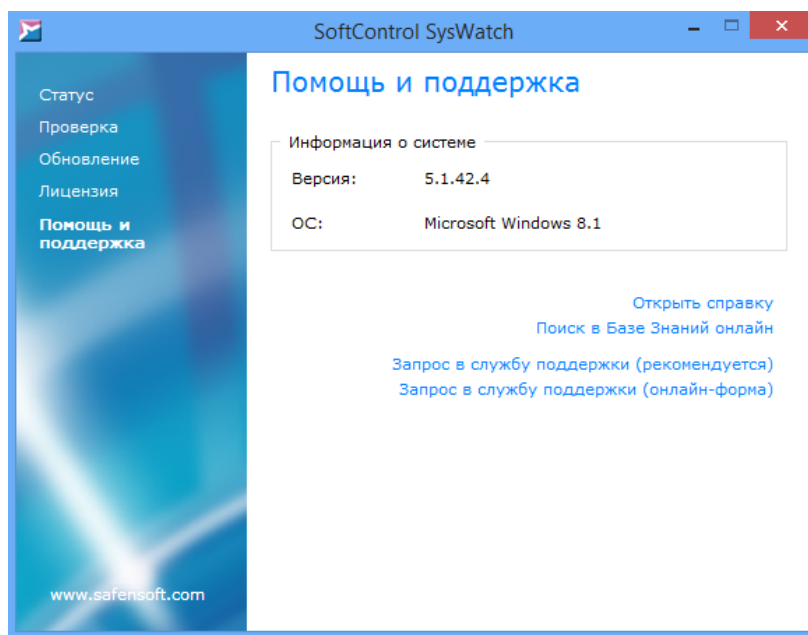 SoftControl SysWatch
Статус
Проверка
Обновление
Лицензия
Помощь и
поддержка
www.safensoft.com
Помощь и поддержка
Информация о системе
Версия: 5.1.42.4
ОС: Microsoft Windows 8.1
Открыть справку
Поиск в Базе Знаний онлайн
Запрос в службу поддержки (рекомендуется)
Запрос в службу поддержки (онлайн-форма)